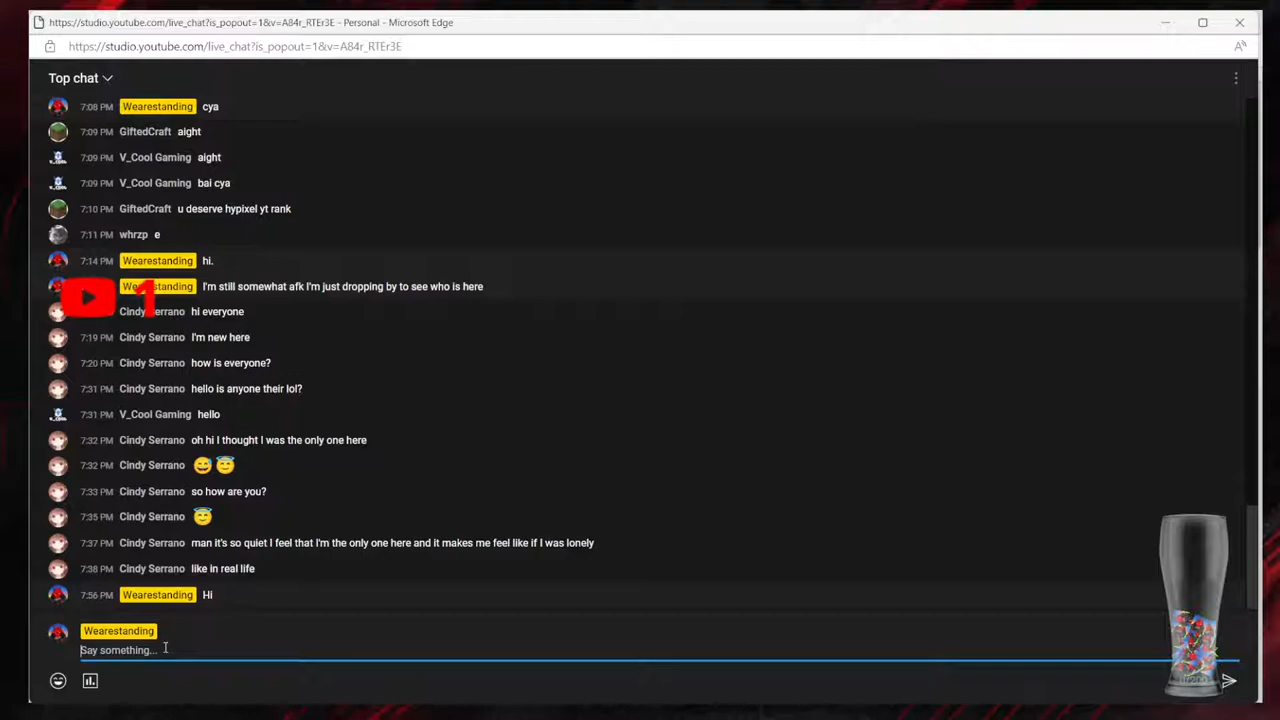 https://studio.youtube.com/live_chat?is_popout=1&v=A84r_RTEr3E - Personal - Microsoft Edge
https://studio.youtube.com/live_chat?is_popout=1&v=A84r_RTEr3E
Top chat
7:08 PM Wearestanding cya
7:09 PM GiftedCraft aight
7:09 PM V_Cool Gaming aight
7:09 PM V_Cool Gaming bai cya
7:10 PM GiftedCraft u deserve hypixel yt rank
7:11 PM whrzp e
7:14 PM Wearestanding hi.
Wearestanding I'm still somewhat afk I'm just dropping by to see who is here
1
Cindy Serrano hi everyone
7:19 PM Cindy Serrano I'm new here
7:20 PM Cindy Serrano how is everyone?
7:31 PM Cindy Serrano hello is anyone their lol?
7:31 PM V_Cool Gaming hello
7:32 PM Cindy Serrano oh hi I thought I was the only one here
7:32 PM Cindy Serrano 😅 😇
7:33 PM Cindy Serrano so how are you?
7:35 PM Cindy Serrano 😇
7:37 PM Cindy Serrano man it's so quiet I feel that I'm the only one here and it makes me feel like if I was lonely
7:38 PM Cindy Serrano like in real life
7:56 PM Wearestanding Hi
Wearestanding
Say something...